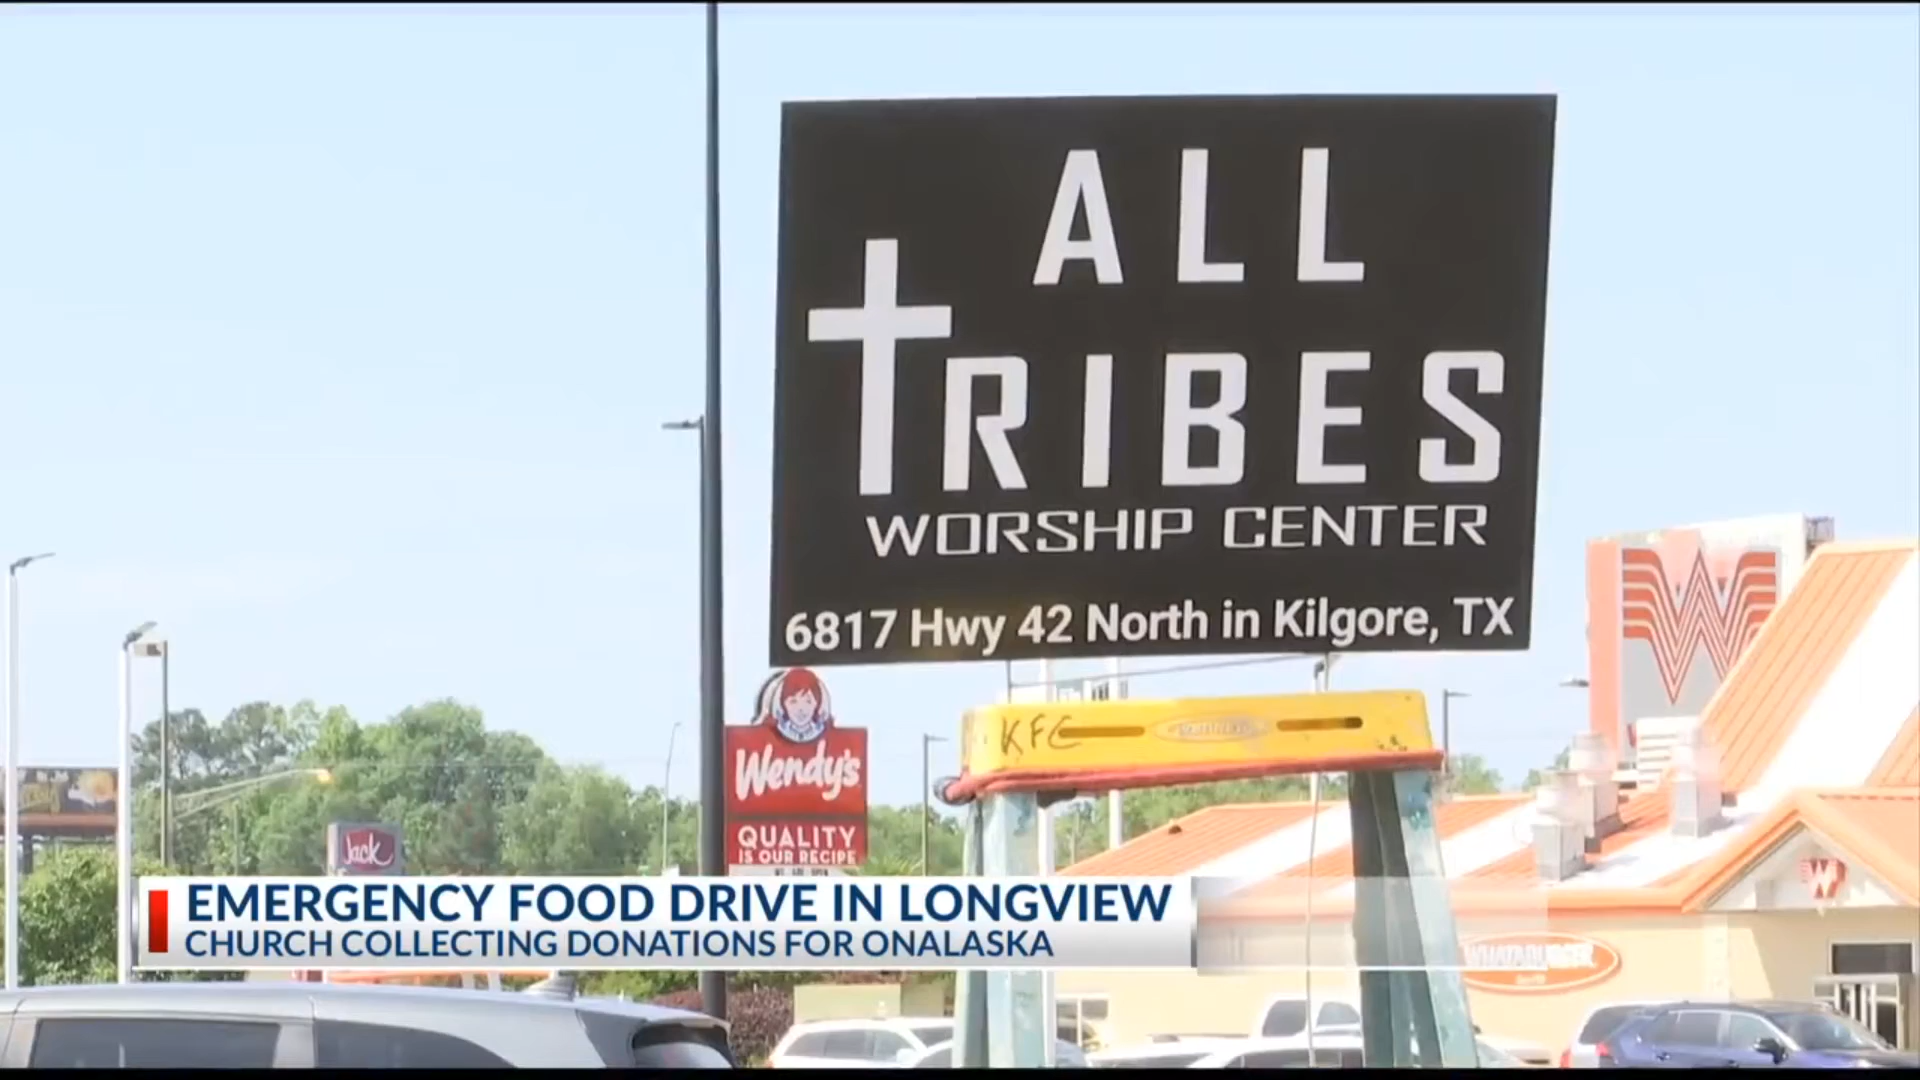 ALL
TRIBES
WORSHIP CENTER
6817 Hwy 42 North in Kilgore, TX
W
KFC
Wendy's
QUALITY
IS OUR RECIPE
Jack
W
WHATABURGER
EMERGENCY FOOD DRIVE IN LONGVIEW
CHURCH COLLECTING DONATIONS FOR ONALASKA